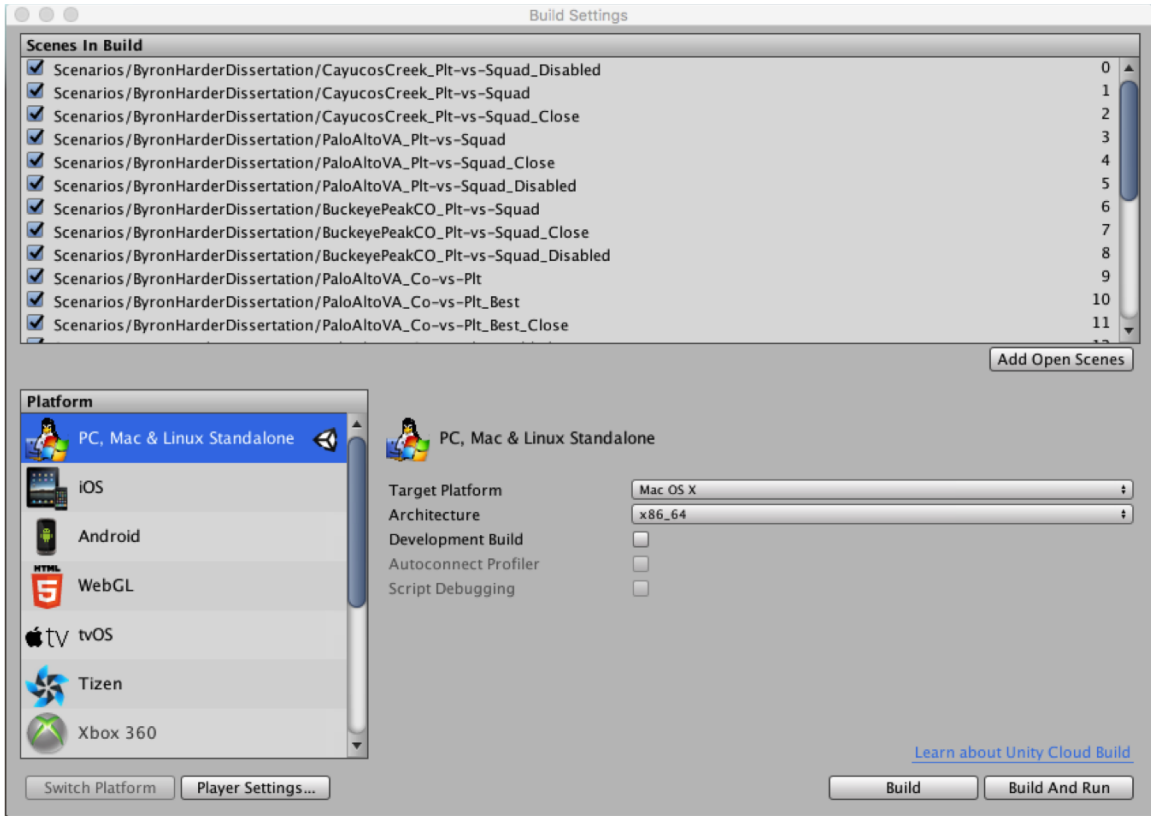 Build Settings
Scenes In Build
Scenarios/ByronHarderDissertation/CayucosCreek_Plt-vs-Squad_Disabled 0
Scenarios/ByronHarderDissertation/CayucosCreek_Plt-vs-Squad 1
Scenarios/ByronHarderDissertation/CayucosCreek_Plt-vs-Squad_Close 2
Scenarios/ByronHarderDissertation/PaloAltoVA_Plt-vs-Squad 3
Scenarios/ByronHarderDissertation/PaloAltoVA_Plt-vs-Squad_Close 4
Scenarios/ByronHarderDissertation/PaloAltoVA_Plt-vs-Squad_Disabled 5
Scenarios/ByronHarderDissertation/BuckeyePeakCO_Plt-vs-Squad 6
Scenarios/ByronHarderDissertation/BuckeyePeakCO_Plt-vs-Squad_Close 7
Scenarios/ByronHarderDissertation/BuckeyePeakCO_Plt-vs-Squad_Disabled 8
Scenarios/ByronHarderDissertation/PaloAltoVA_Co-vs-Plt 9
Scenarios/ByronHarderDissertation/PaloAltoVA_Co-vs-Plt_Best 10
Scenarios/ByronHarderDissertation/PaloAltoVA_Co-vs-Plt_Best_Close 11
Add Open Scenes
Platform
PC, Mac & Linux Standalone
iOS
Android
HTML
5
WebGL
tv
tvOS
Tizen
Xbox 360
PC, Mac & Linux Standalone
Target Platform Mac OS X
Architecture x86_64
Development Build
Autoconnect Profiler
Script Debugging
Learn about Unity Cloud Build
Switch Platform Player Settings... Build Build And Run